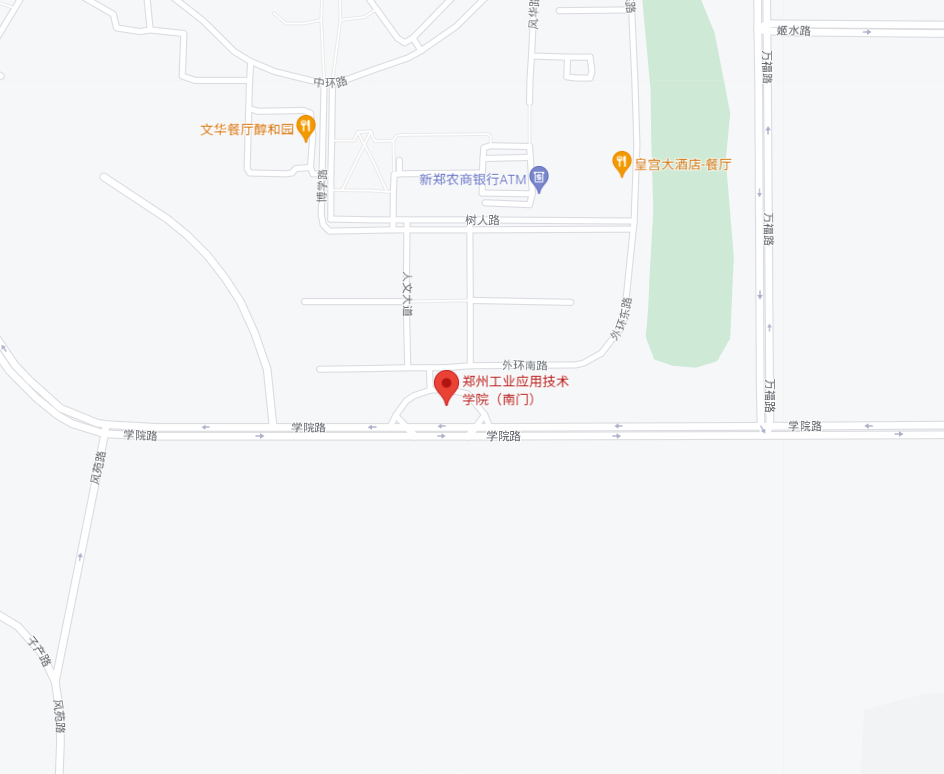 风华路
路
姬水路
万福路
中环路
文华餐厅醇和园
皇宫大酒店-餐厅
新郑农商银行ATM
博学路
树人路
万福路
人文大道
外环东路
外环南路
郑州工业应用技术
学院（南门）
万福路
学院路
学院路
学院路
学院路
风苑路
子产路
风苑路